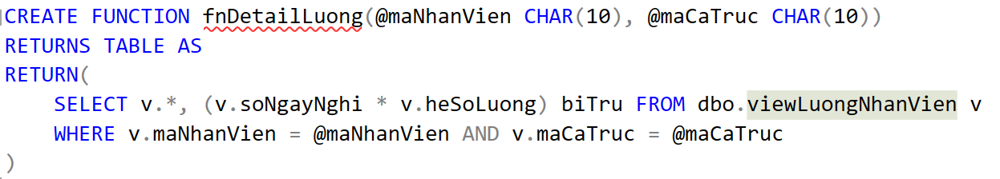 CREATE FUNCTION fnDetailLuong(@maNhanVien CHAR(10), @maCaTruc CHAR(10))
RETURNS TABLE AS
RETURN(
    SELECT v.*, (v.soNgayNghi * v.heSoLuong) biTru FROM dbo.viewLuongNhanVien v
    WHERE v.maNhanVien = @maNhanVien AND v.maCaTruc = @maCaTruc
)